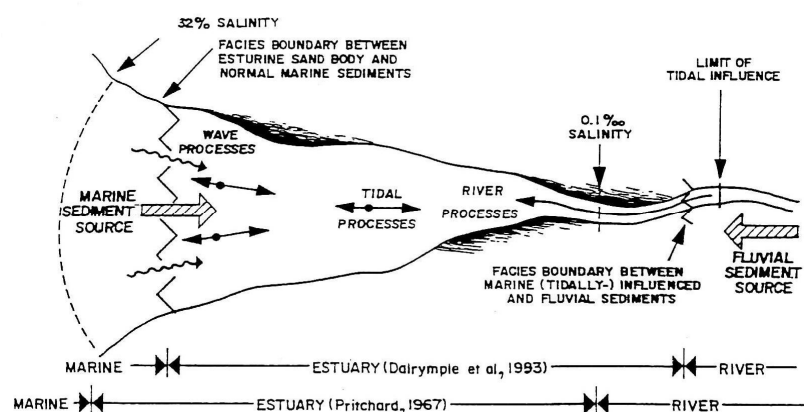 32‰ SALINITY
FACIES BOUNDARY BETWEEN
ESTURINE SAND BODY AND
NORMAL MARINE SEDIMENTS
LIMIT OF
TIDAL INFLUENCE
0.1‰
SALINITY
WAVE
PROCESSES
MARINE
SEDIMENT
SOURCE
TIDAL
PROCESSES
RIVER
PROCESSES
FLUVIAL
SEDIMENT
SOURCE
FACIES BOUNDARY BETWEEN
MARINE (TIDALLY-) INFLUENCED
AND FLUVIAL SEDIMENTS
MARINE ESTUARY (Dalrymple et al, 1993) RIVER
MARINE ESTUARY (Pritchard, 1967) RIVER